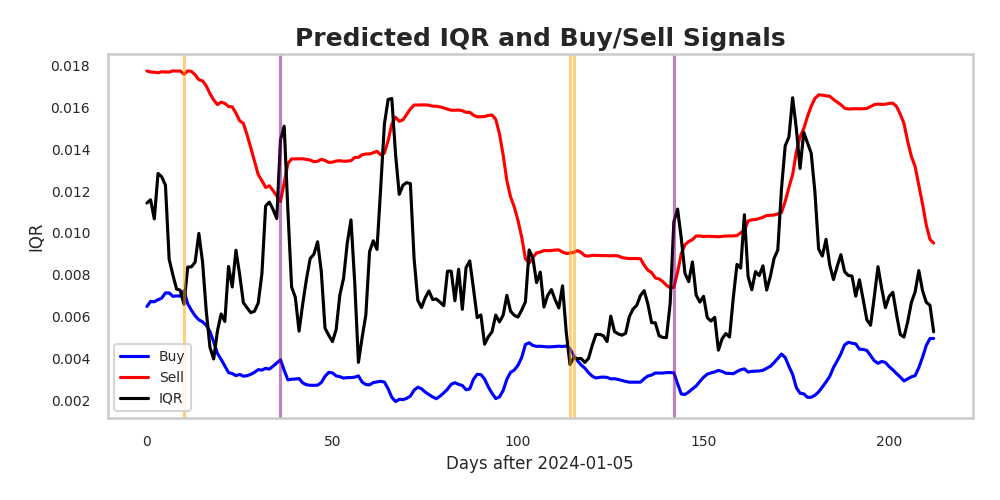 Predicted IQR and Buy/Sell Signals
0.018
0.016
0.014
0.012
0.010
0.008
0.006
0.004
0.002
IQR
Buy
Sell
IQR
0 50 100 150 200
Days after 2024-01-05